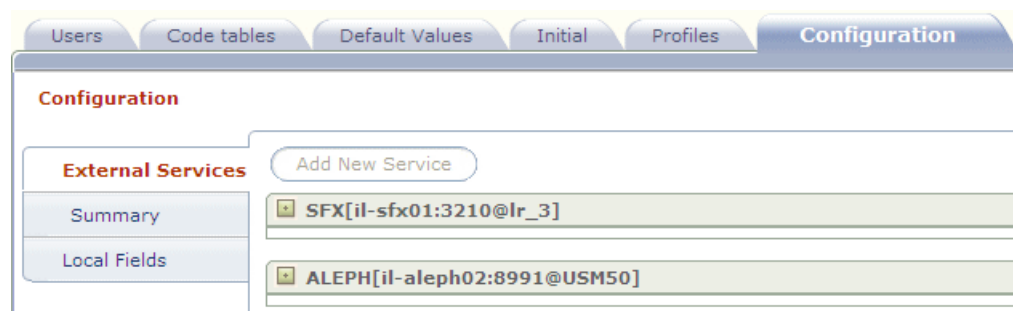 Users Code tables Default Values Initial Profiles Configuration
Configuration
External Services
Add New Service
Summary
SFX[il-sfx01:3210@lr_3]
Local Fields
ALEPH[il-aleph02:8991@USM50]